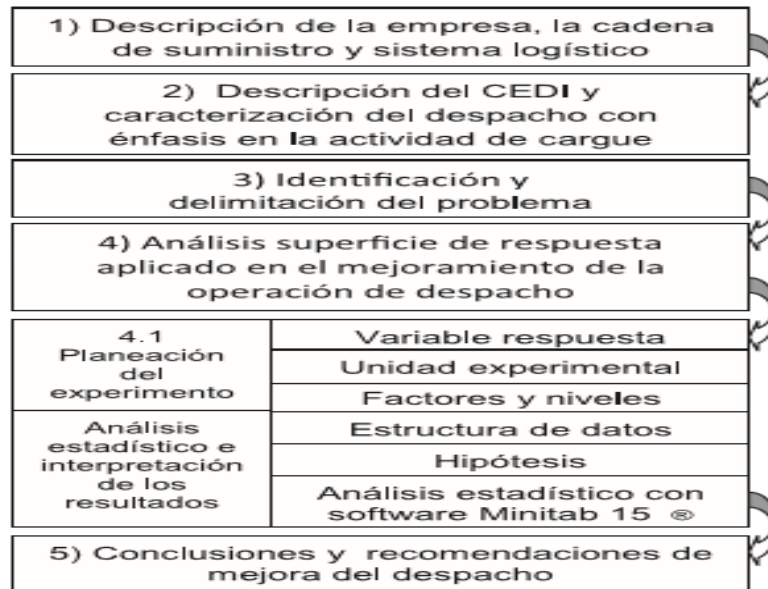 1) Descripción de la empresa, la cadena
de suministro y sistema logístico
2) Descripción del CEDI y
caracterización del despacho con
énfasis en la actividad de cargue
3) Identificación y
delimitación del problema
4) Análisis superficie de respuesta
aplicado en el mejoramiento de la
operación de despacho
4.1
Planeación
del
experimento
Variable respuesta
Unidad experimental
Factores y niveles
Análisis
estadístico e
interpretación
de los
resultados
Estructura de datos
Hipótesis
Análisis estadístico con
software Minitab 15 ®
5) Conclusiones y recomendaciones de
mejora del despacho